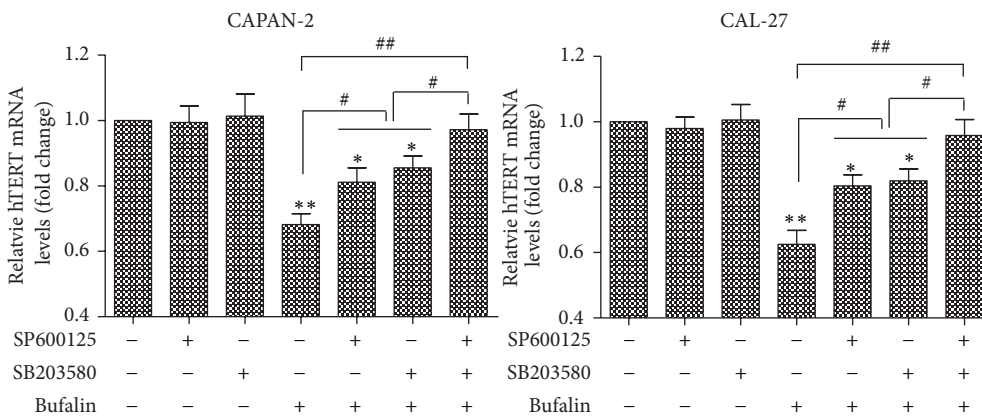 CAPAN-2
Relatvie hTERT mRNA
levels (fold change)
1.2
1.0
0.8
0.6
0.4
##
#
#
**
*
*
SP600125 − + − − + − +
SB203580 − − + − − + +
Bufalin − − − + + + +
CAL-27
Relatvie hTERT mRNA
levels (fold change)
1.2
1.0
0.8
0.6
0.4
##
#
#
**
*
*
SP600125 − + − − + − +
SB203580 − − + − − + +
Bufalin − − − + + + +